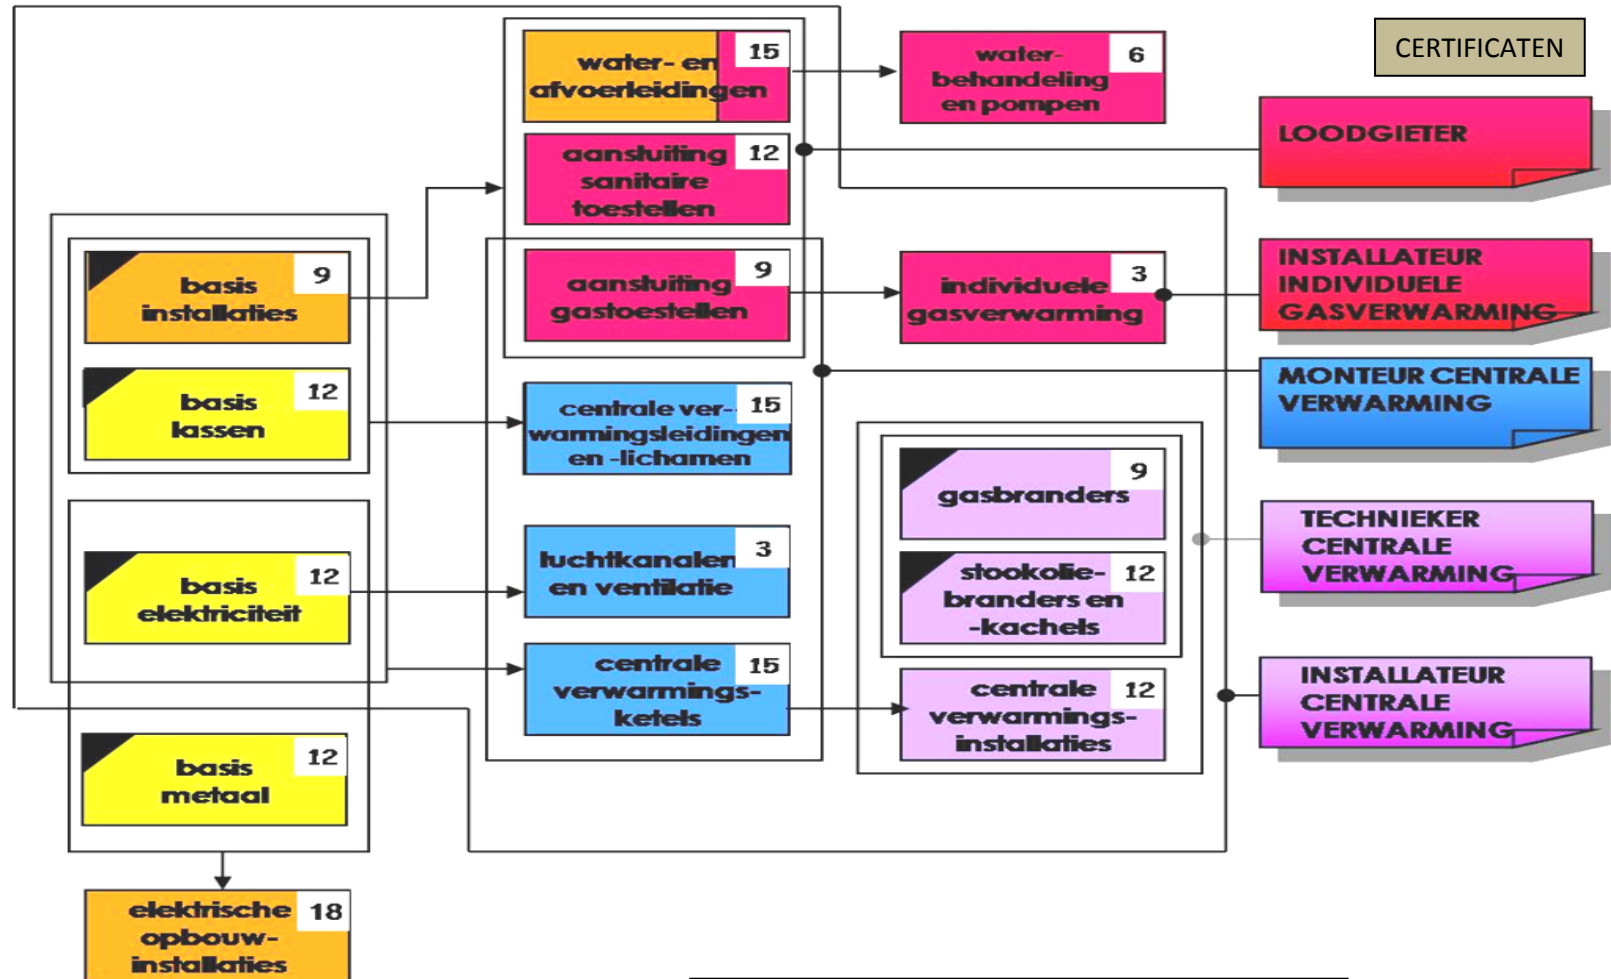 CERTIFICATEN
water- en
afvoerleidingen
15
water-
behandeling
en pompen
6
LOODGIETER
aansluiting
sanitaire
toestellen
12
basis
installaties
9
aansluiting
gastoestellen
9
individuele
gasverwarming
3
INSTALLATEUR
INDIVIDUELE
GASVERWARMING
basis
lassen
12
centrale ver-
warmingsleidingen
en -lichamen
15
MONTEUR CENTRALE
VERWARMING
gasbranders
9
basis
elektriciteit
12
luchtkanalen
en ventilatie
3
stookolie-
branders en
-kachels
12
TECHNIEKER
CENTRALE
VERWARMING
centrale
verwarmings-
ketels
15
centrale
verwarmings-
installaties
12
INSTALLATEUR
CENTRALE
VERWARMING
basis
metaal
12
elektrische
opbouw-
installaties
18